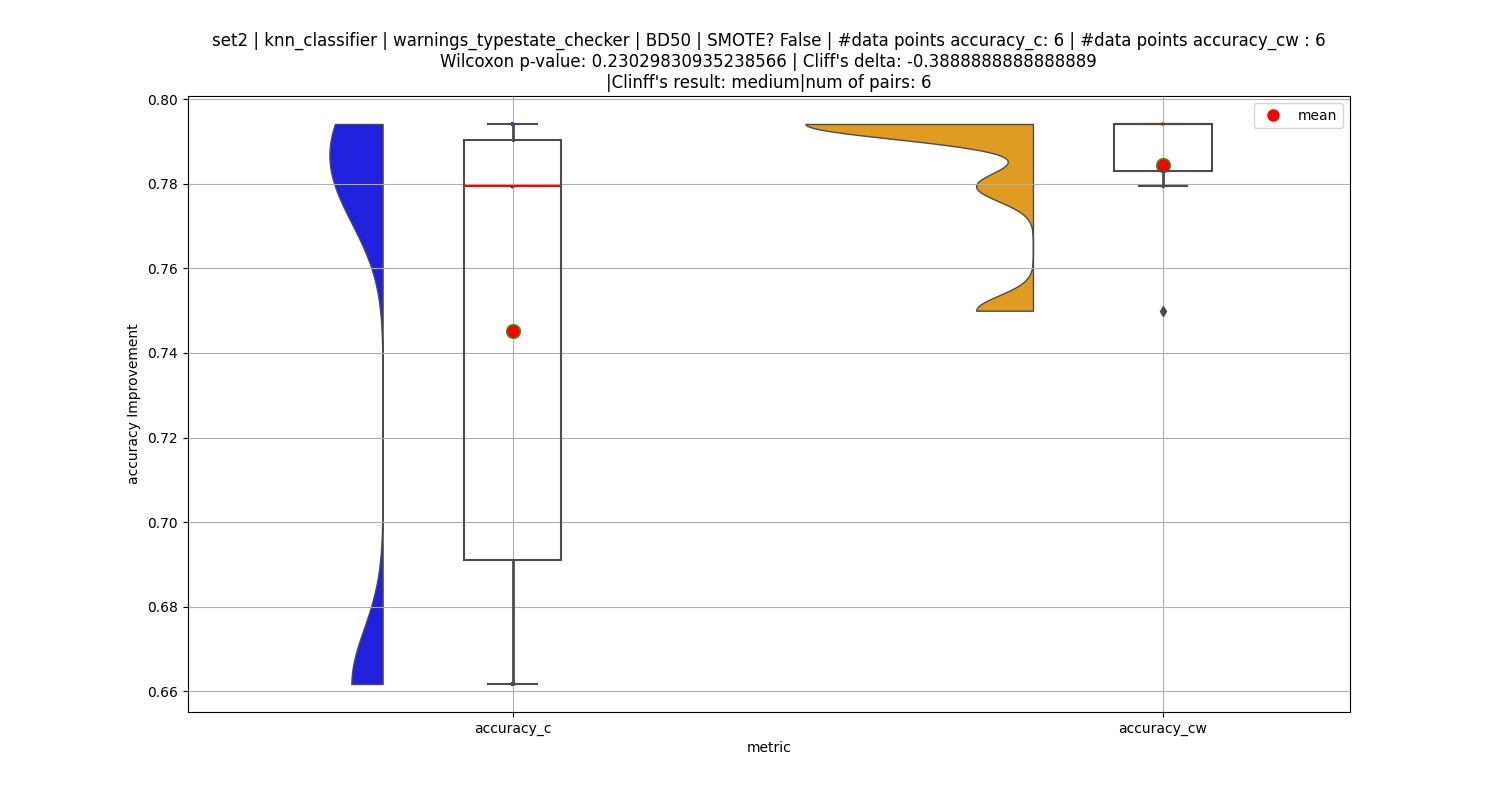 set2 | knn_classifier | warnings_typestate_checker | BD50 | SMOTE? False | #data points accuracy_c: 6 | #data points accuracy_cw : 6
Wilcoxon p-value: 0.23029830935238566 | Cliff's delta: -0.3888888888888889
|Clinff's result: medium|num of pairs: 6
0.80
mean
0.78
0.76
0.74
0.72
0.70
0.68
0.66
accuracy Improvement
accuracy_c
accuracy_cw
metric